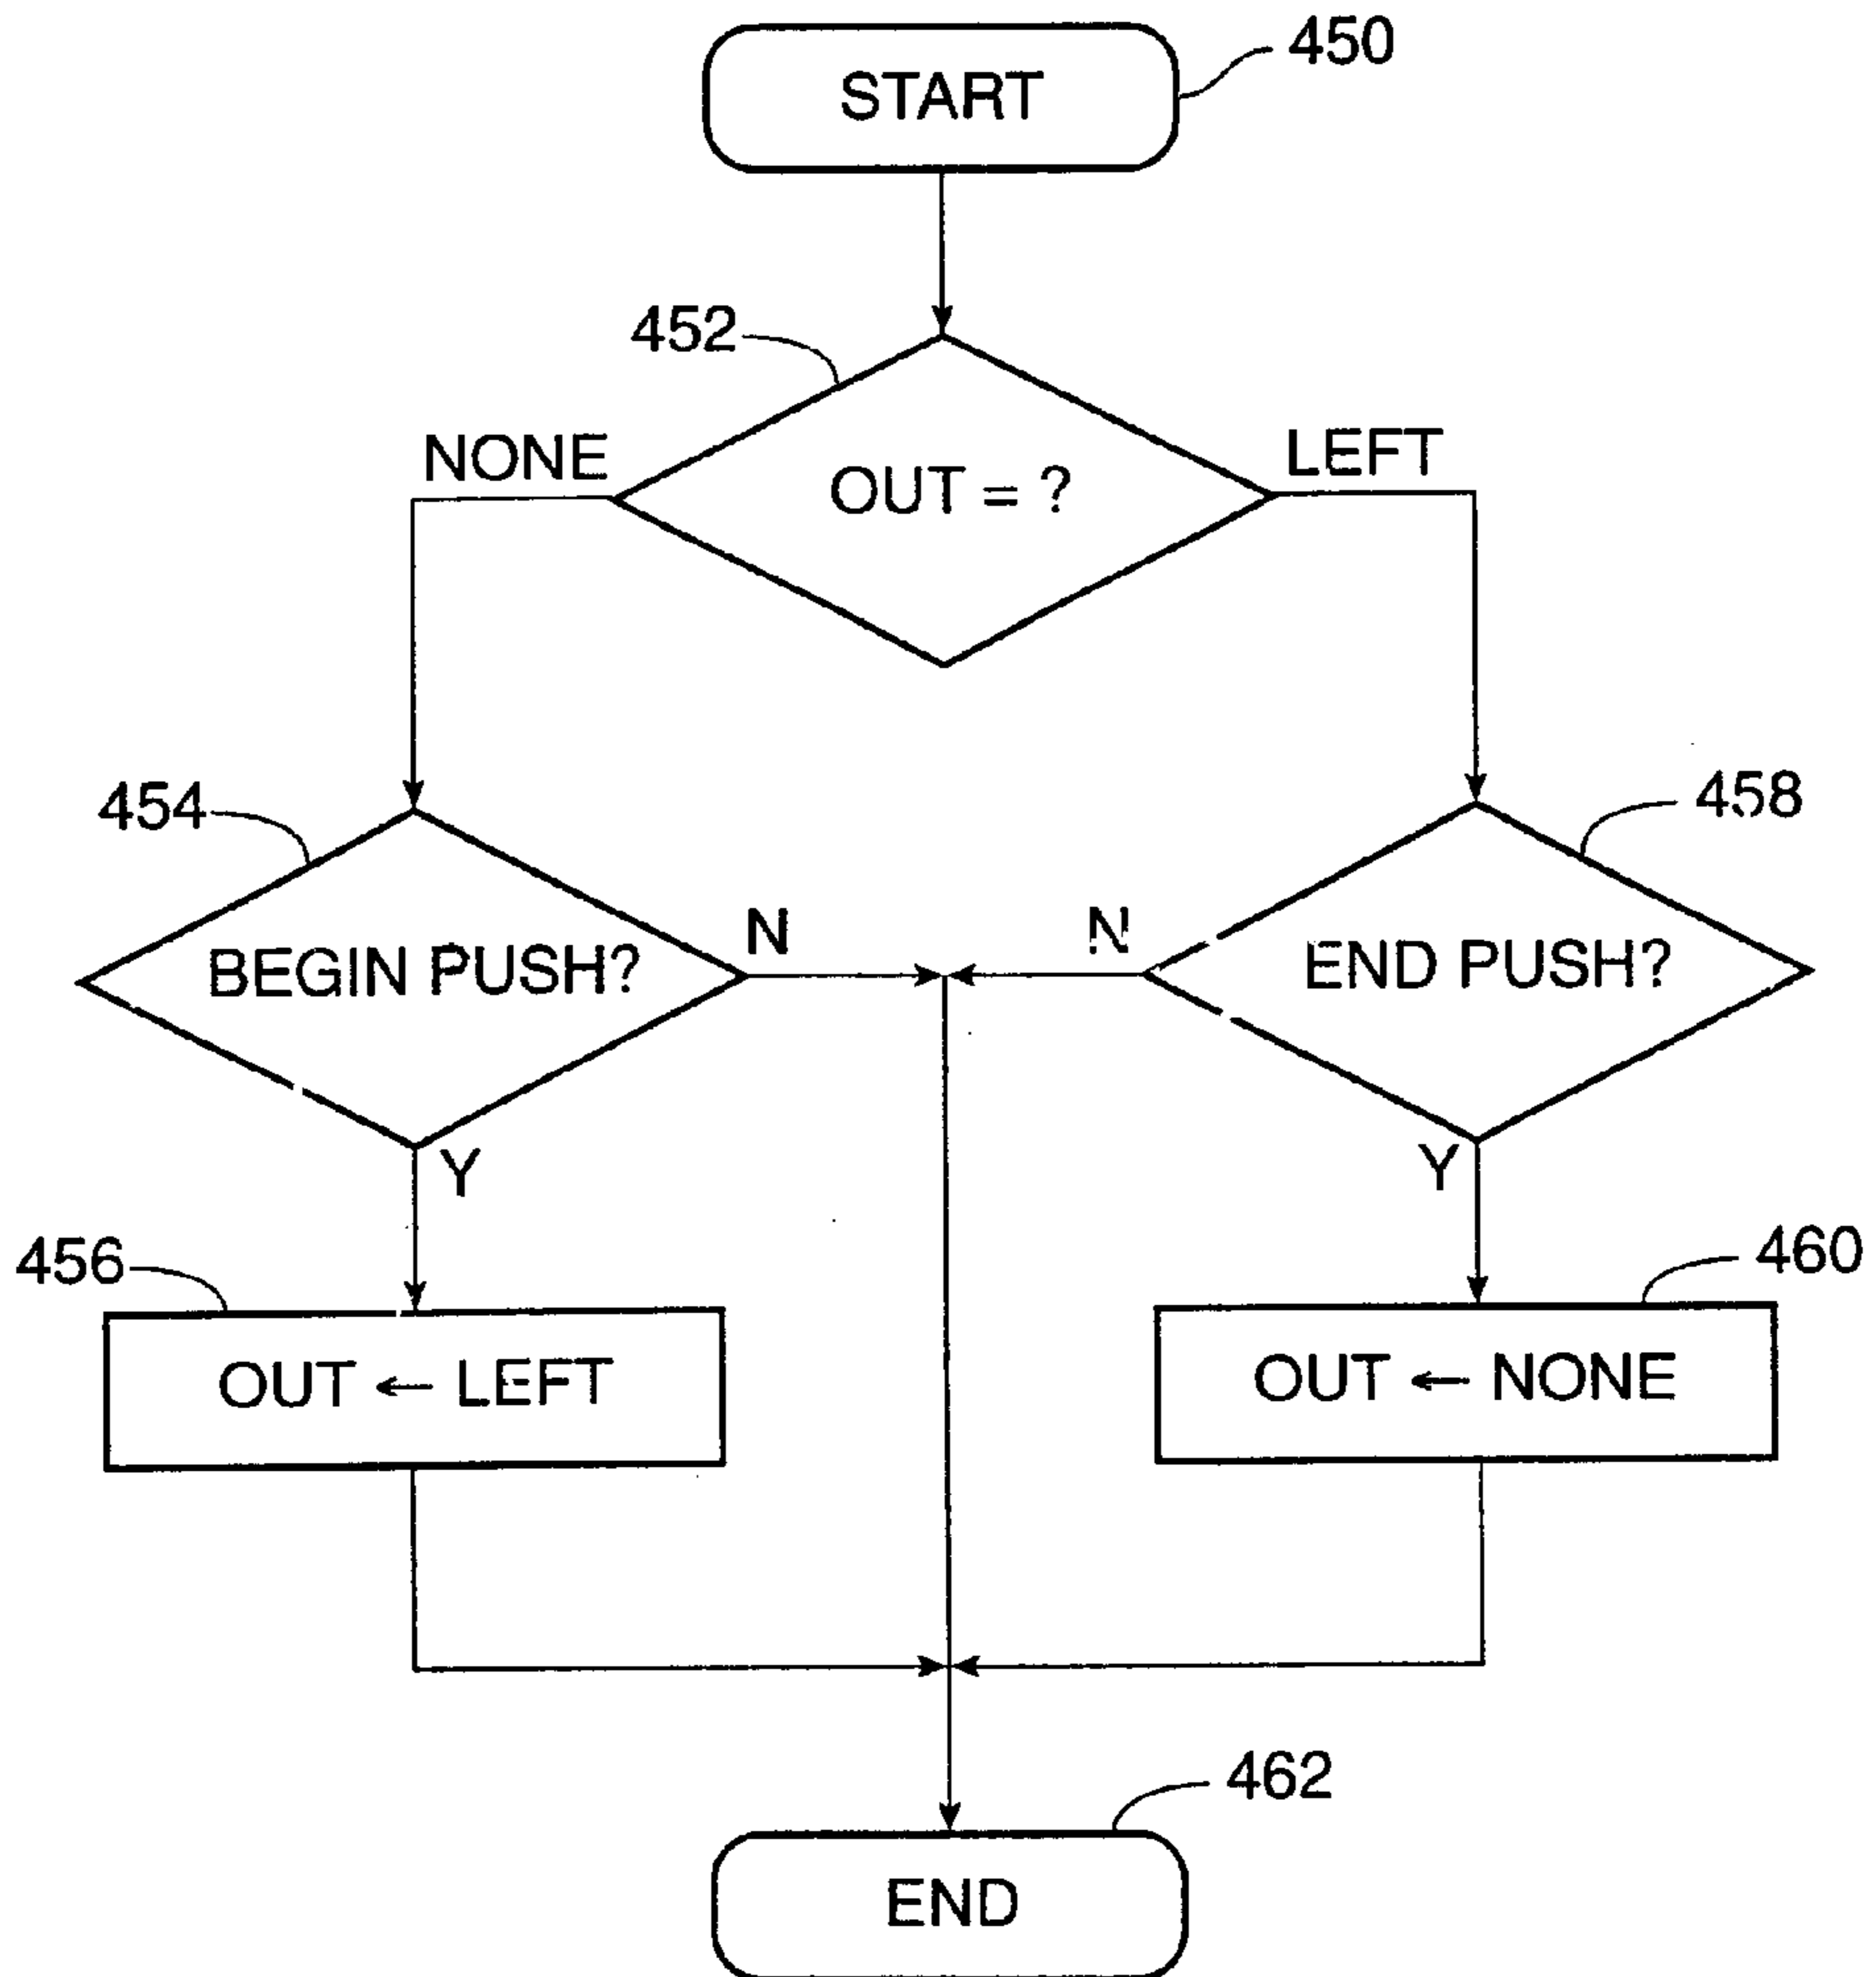 START
450
452
NONE
OUT = ?
LEFT
454
458
BEGIN PUSH?
N
N
END PUSH?
Y
Y
456
460
OUT ← LEFT
OUT ← NONE
462
END